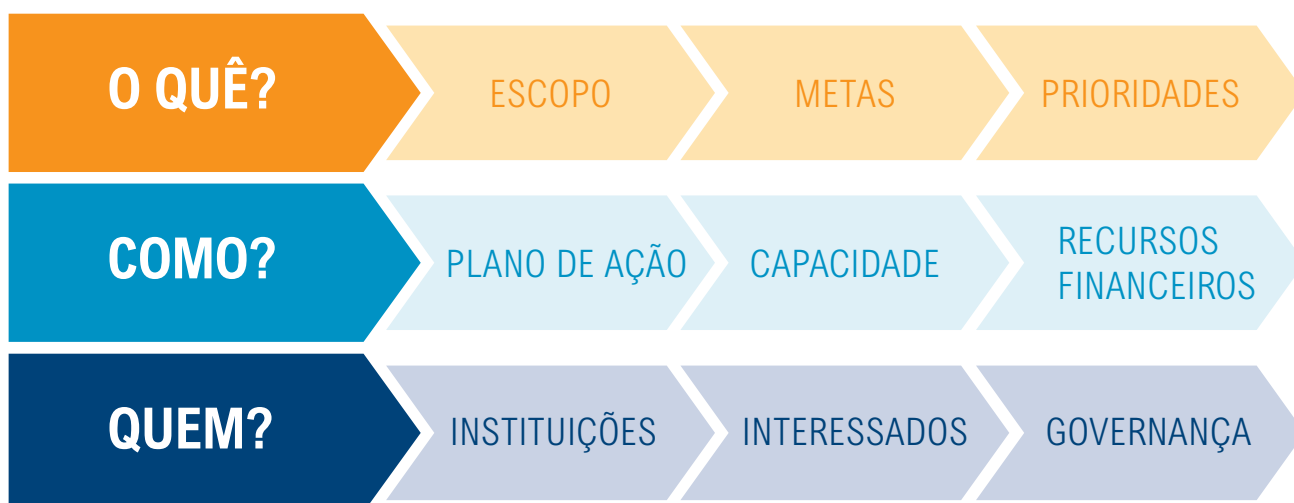 O QUÊ?
ESCOPO
METAS
PRIORIDADES
COMO?
PLANO DE AÇÃO
CAPACIDADE
RECURSOS
FINANCEIROS
QUEM?
INSTITUIÇÕES
INTERESSADOS
GOVERNANÇA